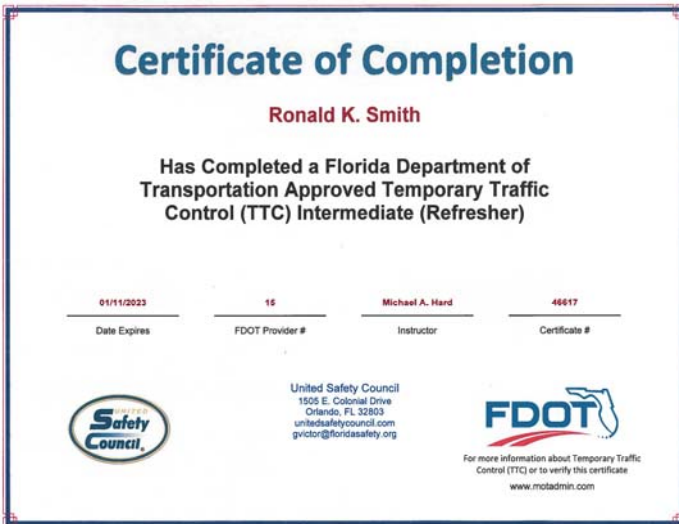 Certificate of Completion
Ronald K. Smith
Has Completed a Florida Department of
Transportation Approved Temporary Traffic
Control (TTC) Intermediate (Refresher)
01/11/2023
Date Expires
15
FDOT Provider #
Michael A. Hard
Instructor
46617
Certificate #
UNITED
Safety
Council®
United Safety Council
1505 E. Colonial Drive
Orlando, FL 32803
unitedsafetycouncil.com
gvictor@floridasafety.org
FDOT
For more information about Temporary Traffic
Control (TTC) or to verify this certificate
www.motadmin.com